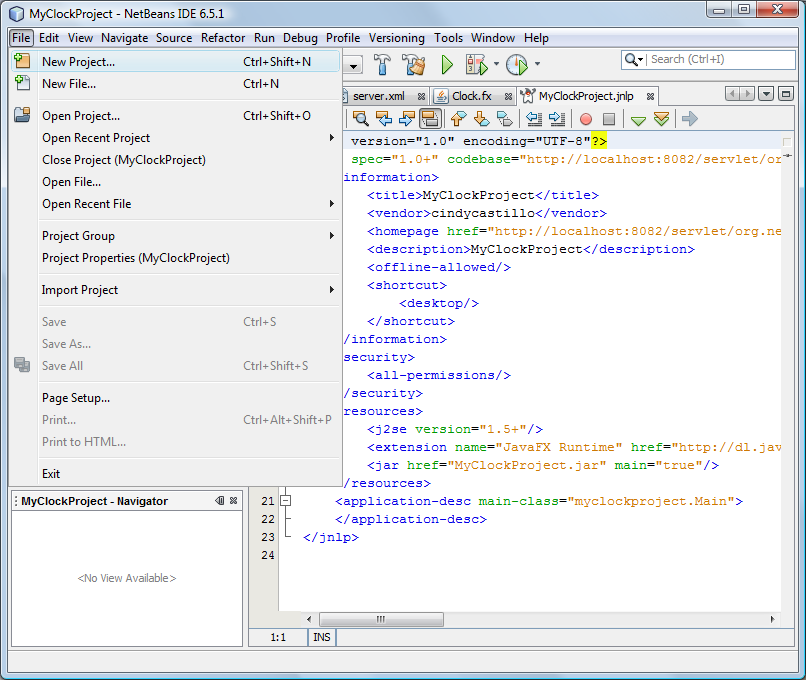 MyClockProject - NetBeans IDE 6.5.1
File Edit View Navigate Source Refactor Run Debug Profile Versioning Tools Window Help
New Project... Ctrl+Shift+N
New File... Ctrl+N
Open Project... Ctrl+Shift+O
Open Recent Project
Close Project (MyClockProject)
Open File...
Open Recent File
Project Group
Project Properties (MyClockProject)
Import Project
Save Ctrl+S
Save As...
Save All Ctrl+Shift+S
Page Setup...
Print... Ctrl+Alt+Shift+P
Print to HTML...
Exit
Search (Ctrl+I)
server.xml Clock.fx MyClockProject.jnlp
version="1.0" encoding="UTF-8"?>
spec="1.0+" codebase="http://localhost:8082/servlet/org
information>
<title>MyClockProject</title>
<vendor>cindycastillo</vendor>
<homepage href="http://localhost:8082/servlet/org.ne
<description>MyClockProject</description>
<offline-allowed/>
<shortcut>
<desktop/>
</shortcut>
/information>
security>
<all-permissions/>
/security>
resources>
<j2se version="1.5+"/>
<extension name="JavaFX Runtime" href="http://dl.jav
<jar href="MyClockProject.jar" main="true"/>
/resources>
21 <application-desc main-class="myclockproject.Main">
22 </application-desc>
23 </jnlp>
24
MyClockProject - Navigator
<No View Available>
1:1 INS